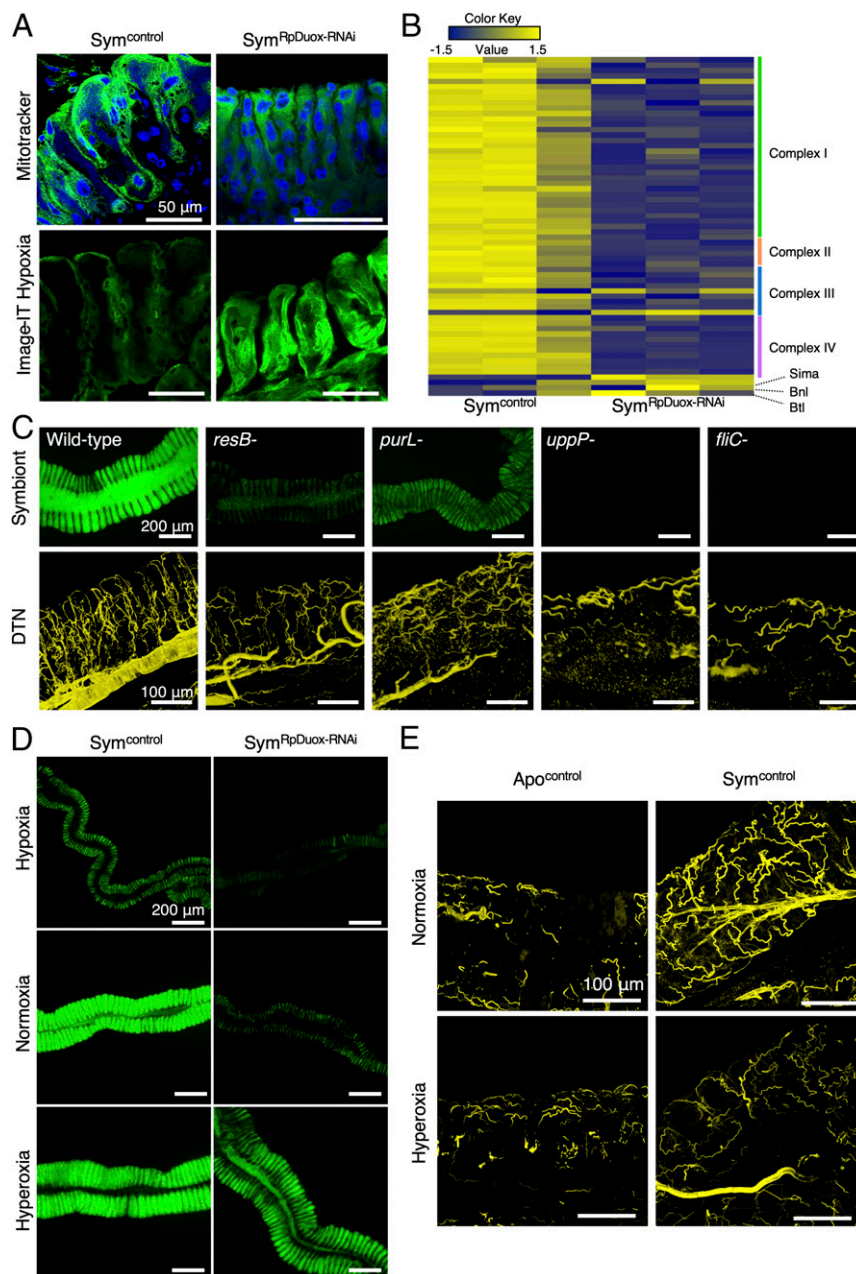 A
Sym^control
Sym^RpDuox-RNAi
Mitotracker
50 µm
Image-IT Hypoxia
B
Color Key
-1.5 Value 1.5
Complex I
Complex II
Complex III
Complex IV
Sima
Bnl
Btl
Sym^control
Sym^RpDuox-RNAi
C
Wild-type
resB-
purL-
uppP-
fliC-
Symbiont
200 µm
DTN
100 µm
D
Sym^control
Sym^RpDuox-RNAi
Hypoxia
200 µm
Normoxia
Hyperoxia
E
Apo^control
Sym^control
Normoxia
100 µm
Hyperoxia